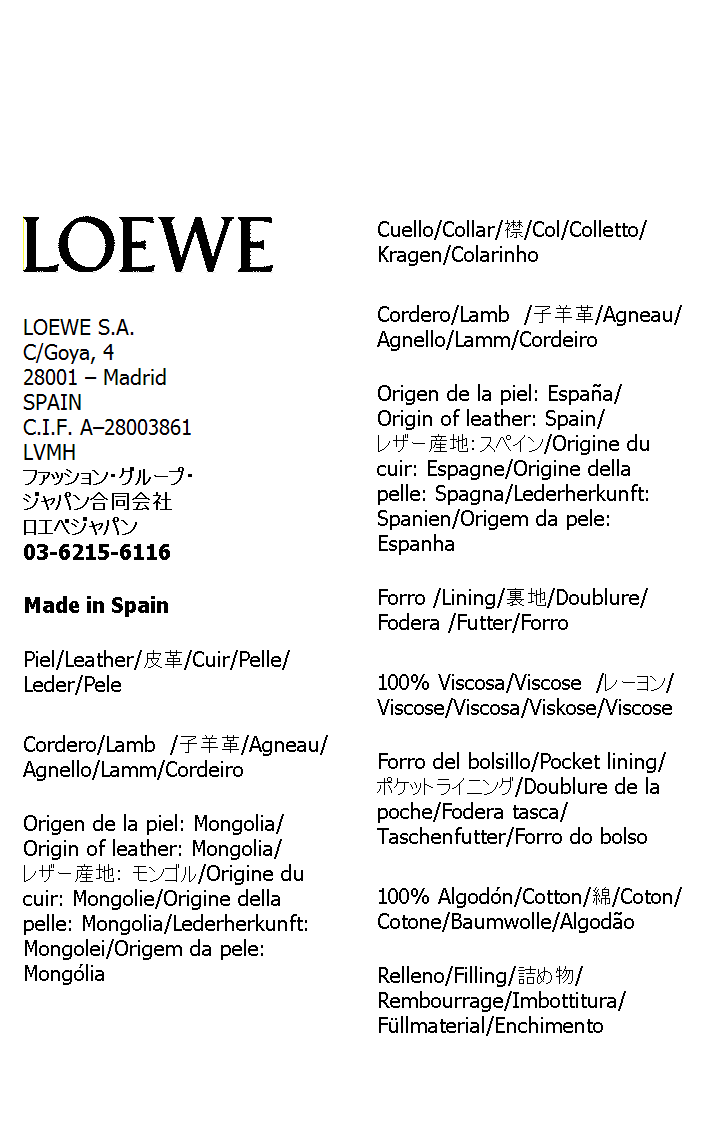 LOEWE
LOEWE S.A.
C/Goya, 4
28001 – Madrid
SPAIN
C.I.F. A–28003861
LVMH
ファッション・グループ・
ジャパン合同会社
ロエベジャパン
03-6215-6116
Made in Spain
Piel/Leather/皮革/Cuir/Pelle/
Leder/Pele
Cordero/Lamb /子羊革/Agneau/
Agnello/Lamm/Cordeiro
Origen de la piel: Mongolia/
Origin of leather: Mongolia/
レザー産地: モンゴル/Origine du
cuir: Mongolie/Origine della
pelle: Mongolia/Lederherkunft:
Mongolei/Origem da pele:
Mongólia
Cuello/Collar/襟/Col/Colletto/
Kragen/Colarinho
Cordero/Lamb /子羊革/Agneau/
Agnello/Lamm/Cordeiro
Origen de la piel: España/
Origin of leather: Spain/
レザー産地: スペイン/Origine du
cuir: Espagne/Origine della
pelle: Spagna/Lederherkunft:
Spanien/Origem da pele:
Espanha
Forro /Lining/裏地/Doublure/
Fodera /Futter/Forro
100% Viscosa/Viscose /レーヨン/
Viscose/Viscosa/Viskose/Viscose
Forro del bolsillo/Pocket lining/
ポケットライニング/Doublure de la
poche/Fodera tasca/
Taschenfutter/Forro do bolso
100% Algodón/Cotton/綿/Coton/
Cotone/Baumwolle/Algodão
Relleno/Filling/詰め物/
Rembourrage/Imbottitura/
Füllmaterial/Enchimento